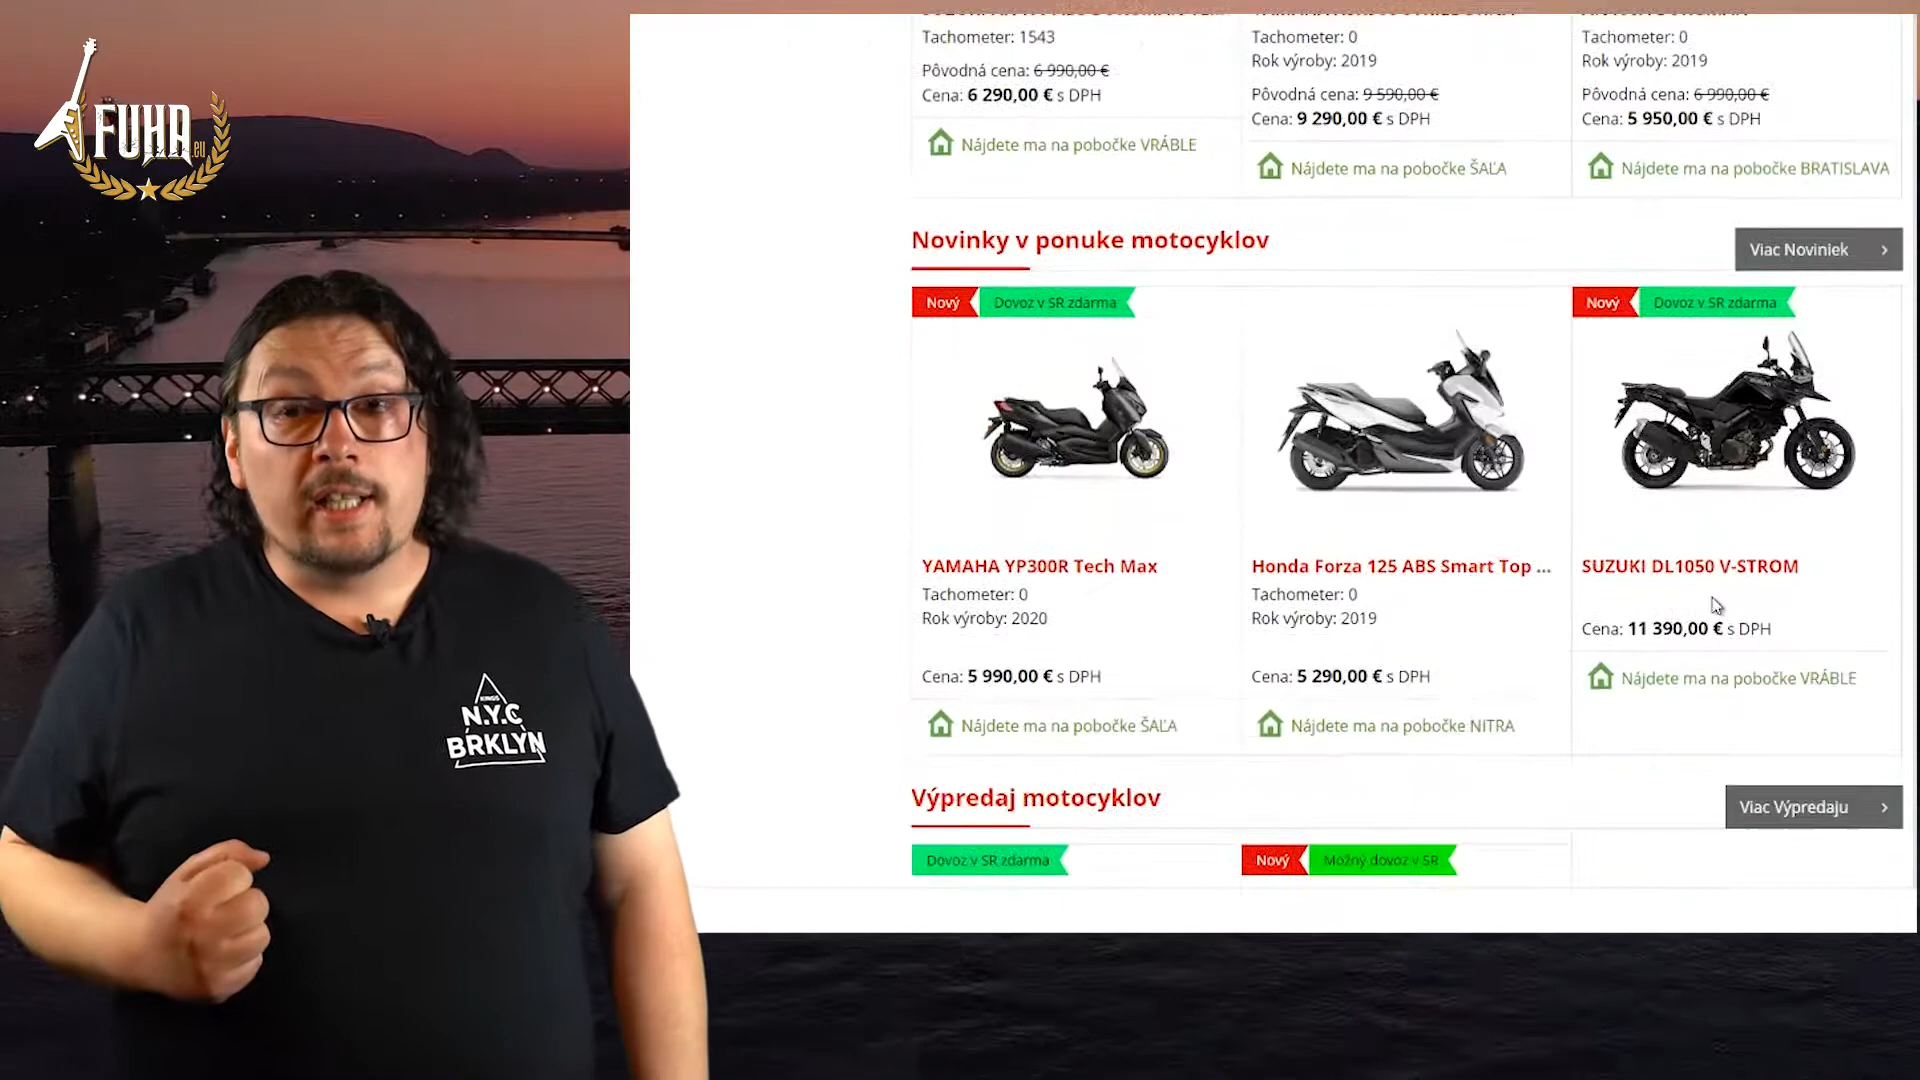 FUHA.eu
Tachometer: 1543
Pôvodná cena: 6 990,00 €
Cena: 6 290,00 € s DPH
Nájdete ma na pobočke VRÁBLE
Tachometer: 0
Rok výroby: 2019
Pôvodná cena: 9 590,00 €
Cena: 9 290,00 € s DPH
Nájdete ma na pobočke ŠAĽA
Tachometer: 0
Rok výroby: 2019
Pôvodná cena: 6 990,00 €
Cena: 5 950,00 € s DPH
Nájdete ma na pobočke BRATISLAVA
Novinky v ponuke motocyklov
Viac Noviniek
Nový
Dovoz v SR zdarma
YAMAHA YP300R Tech Max
Tachometer: 0
Rok výroby: 2020
Cena: 5 990,00 € s DPH
Nájdete ma na pobočke ŠAĽA
Honda Forza 125 ABS Smart Top ...
Tachometer: 0
Rok výroby: 2019
Cena: 5 290,00 € s DPH
Nájdete ma na pobočke NITRA
Nový
Dovoz v SR zdarma
SUZUKI DL1050 V-STROM
Cena: 11 390,00 € s DPH
Nájdete ma na pobočke VRÁBLE
Výpredaj motocyklov
Viac Výpredaju
Dovoz v SR zdarma
Nový
Možný dovoz v SR
KINGS
N.Y.C
BRKLYN